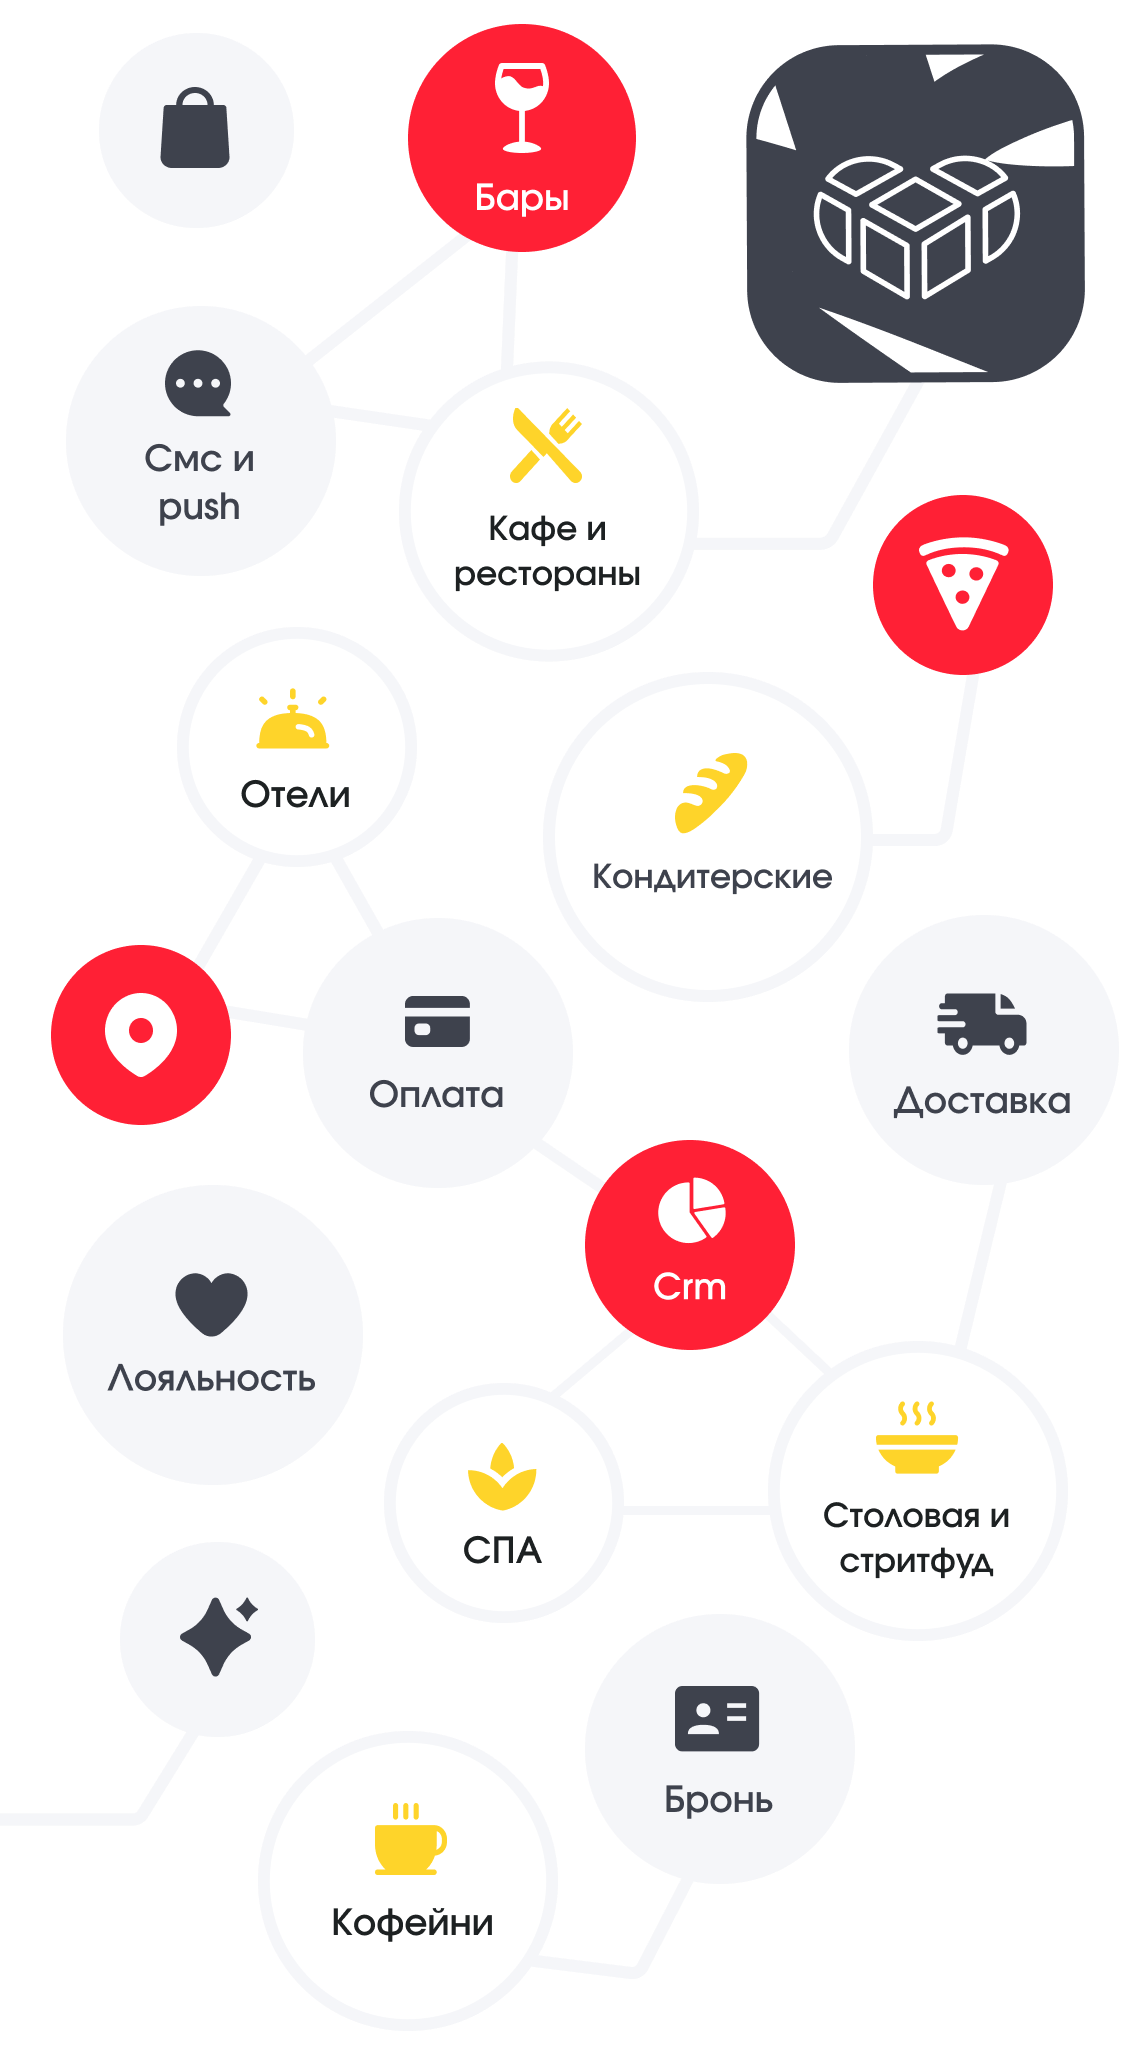 Бары
Смс и
push
Кафе и
рестораны
Отели
Кондитерские
Оплата
Доставка
Crm
Лояльность
СПА
Столовая и
стритфуд
Бронь
Кофейни